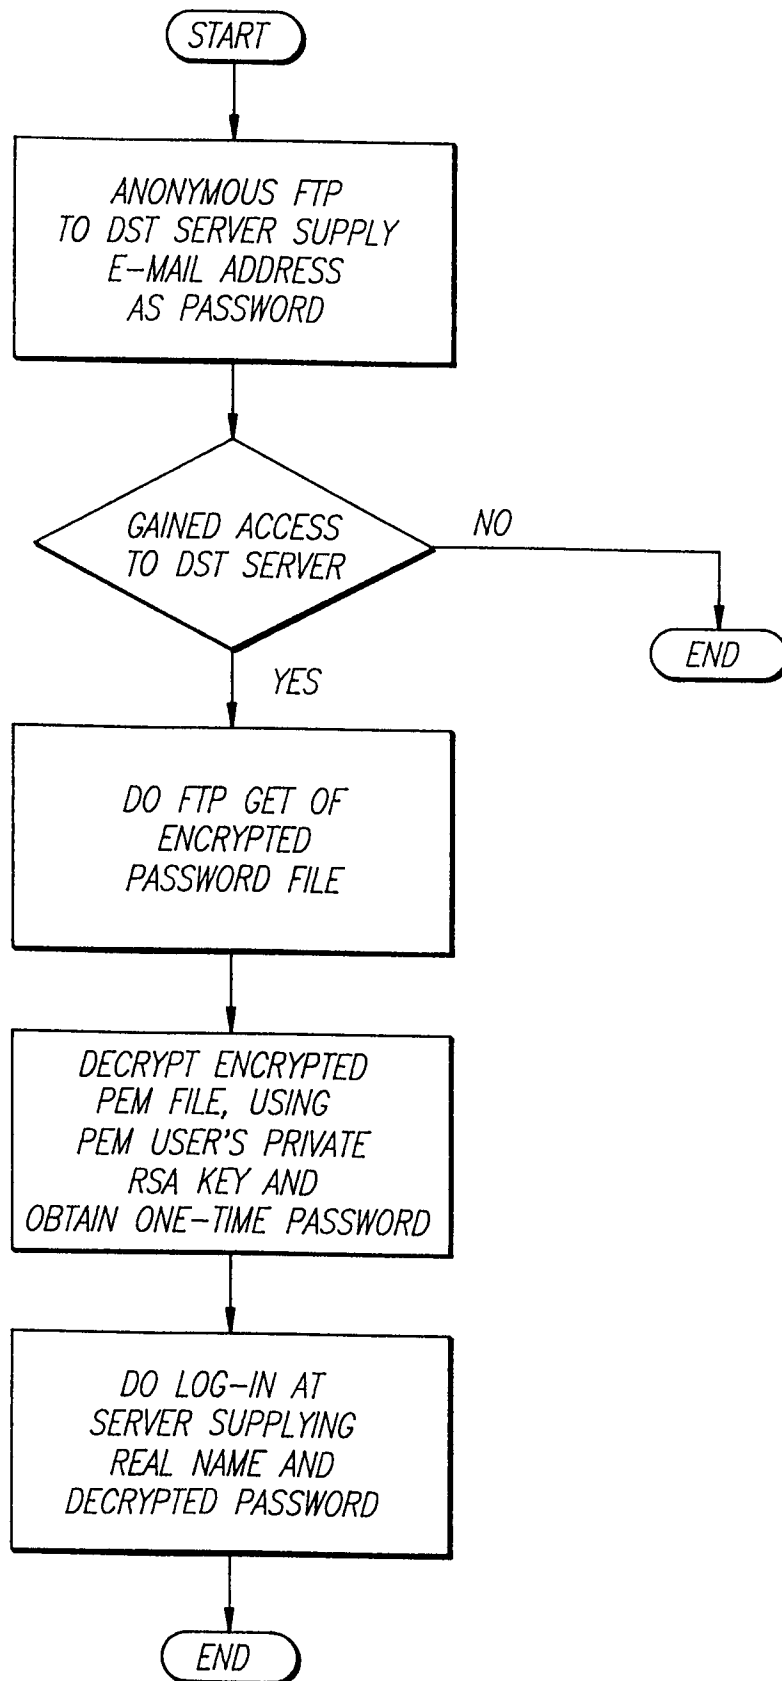 START
ANONYMOUS FTP
TO DST SERVER SUPPLY
E-MAIL ADDRESS
AS PASSWORD
GAINED ACCESS
TO DST SERVER
NO
END
YES
DO FTP GET OF
ENCRYPTED
PASSWORD FILE
DECRYPT ENCRYPTED
PEM FILE, USING
PEM USER'S PRIVATE
RSA KEY AND
OBTAIN ONE-TIME PASSWORD
DO LOG-IN AT
SERVER SUPPLYING
REAL NAME AND
DECRYPTED PASSWORD
END